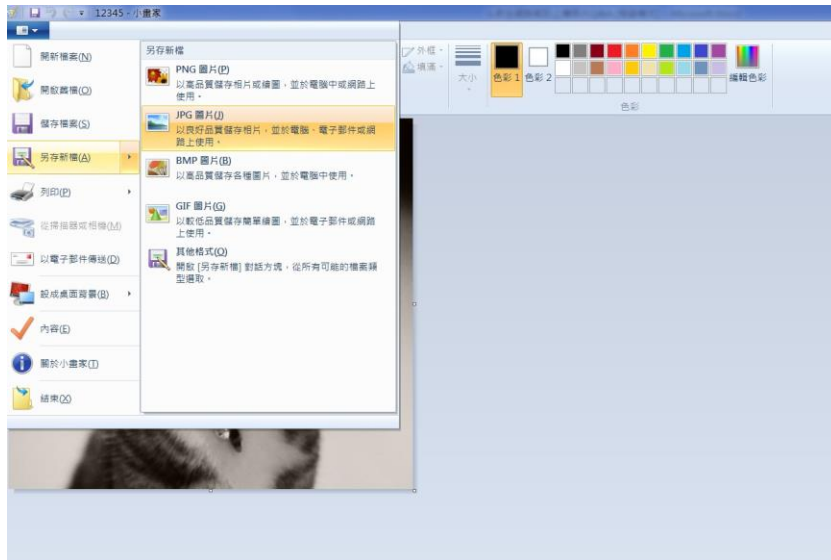 12345 - 小畫家
外框
填滿
大小
色彩 1
色彩 2
編輯色彩
色彩
開新檔案(N)
開啟舊檔(O)
儲存檔案(S)
另存新檔(A)
列印(P)
從掃描器或相機(M)
以電子郵件傳送(D)
設成桌面背景(B)
內容(E)
關於小畫家(T)
結束(X)
另存新檔
PNG 圖片(P)
以高品質儲存相片或繪圖，並於電腦中或網路上
使用。
JPG 圖片(J)
以良好品質儲存相片，並於電腦、電子郵件或網
路上使用。
BMP 圖片(B)
以高品質儲存各種圖片，並於電腦中使用。
GIF 圖片(G)
以較低品質儲存簡單繪圖，並於電子郵件或網路
上使用。
其他格式(O)
開啟 [另存新檔] 對話方塊，從所有可能的檔案類
型選取。